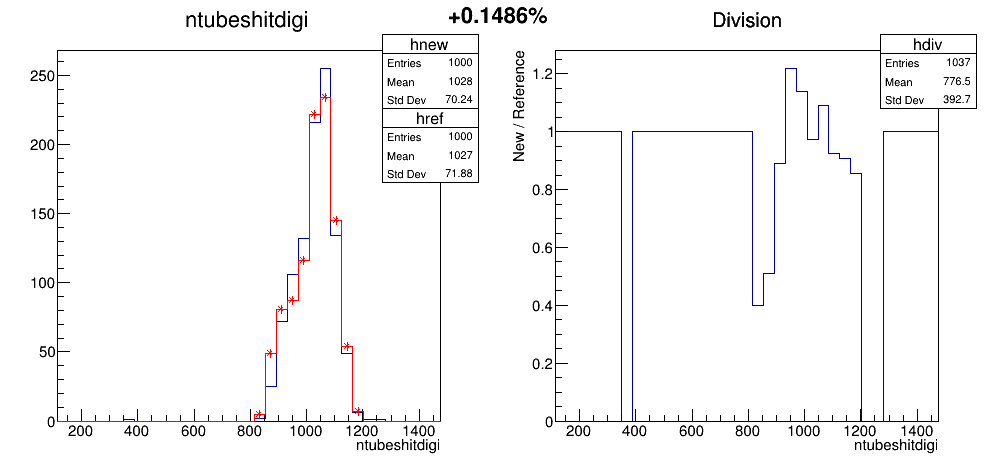 +0.1486%
ntubeshitdigi
hnew
Entries 1000
Mean 1028
Std Dev 70.24
href
Entries 1000
Mean 1027
Std Dev 71.88
250
200
150
100
50
0
200 400 600 800 1000 1200 1400
ntubeshitdigi
Division
hdiv
Entries 1037
Mean 776.5
Std Dev 392.7
New / Reference
1.2
1
0.8
0.6
0.4
0.2
0
200 400 600 800 1000 1200 1400
ntubeshitdigi